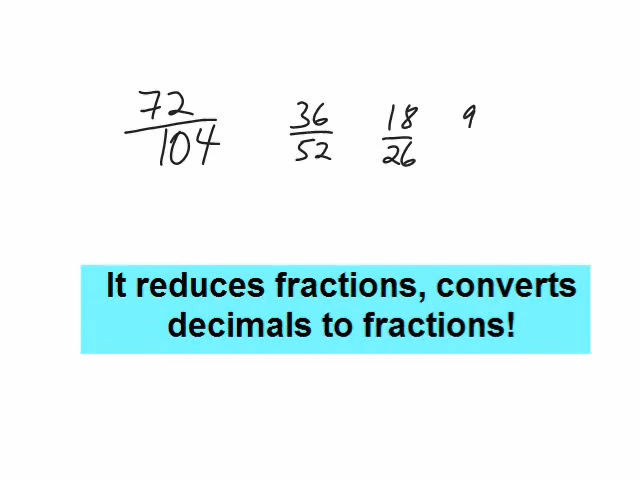 72/104 36/52 18/26 9
It reduces fractions, converts
decimals to fractions!